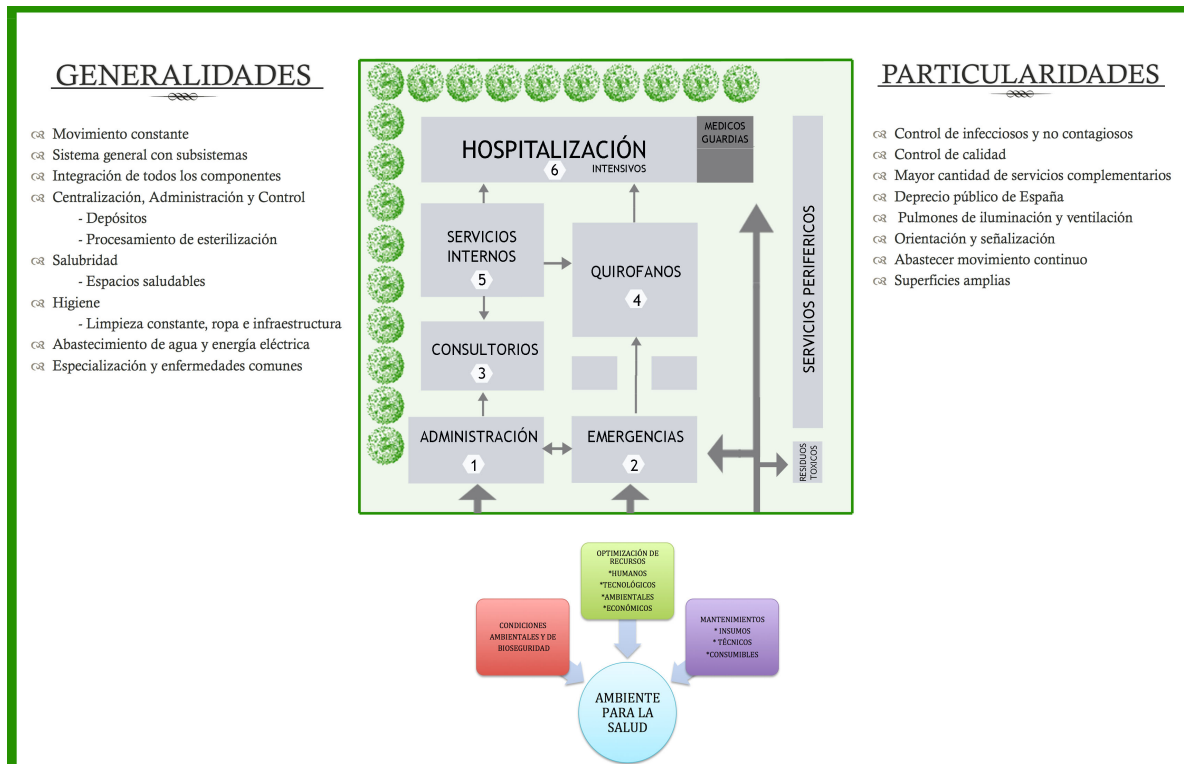 GENERALIDADES
Movimiento constante
Sistema general con subsistemas
Integración de todos los componentes
Centralización, Administración y Control
- Depósitos
- Procesamiento de esterilización
Salubridad
- Espacios saludables
Higiene
- Limpieza constante, ropa e infraestructura
Abastecimiento de agua y energía eléctrica
Especialización y enfermedades comunes
HOSPITALIZACIÓN
6
INTENSIVOS
MEDICOS
GUARDIAS
SERVICIOS
INTERNOS
5
QUIROFANOS
4
CONSULTORIOS
3
ADMINISTRACIÓN
1
EMERGENCIAS
2
SERVICIOS PERIFERICOS
RESIDUOS
TOXICOS
PARTICULARIDADES
Control de infecciosos y no contagiosos
Control de calidad
Mayor cantidad de servicios complementarios
Deprecio público de España
Pulmones de iluminación y ventilación
Orientación y señalización
Abastecer movimiento continuo
Superficies amplias
OPTIMIZACIÓN DE
RECURSOS
*HUMANOS
*TECNOLÓGICOS
*AMBIENTALES
*ECONÓMICOS
CONDICIONES
AMBIENTALES Y DE
BIOSEGURIDAD
MANTENIMIENTOS
* INSUMOS
* TÉCNICOS
*CONSUMIBLES
AMBIENTE
PARA LA
SALUD